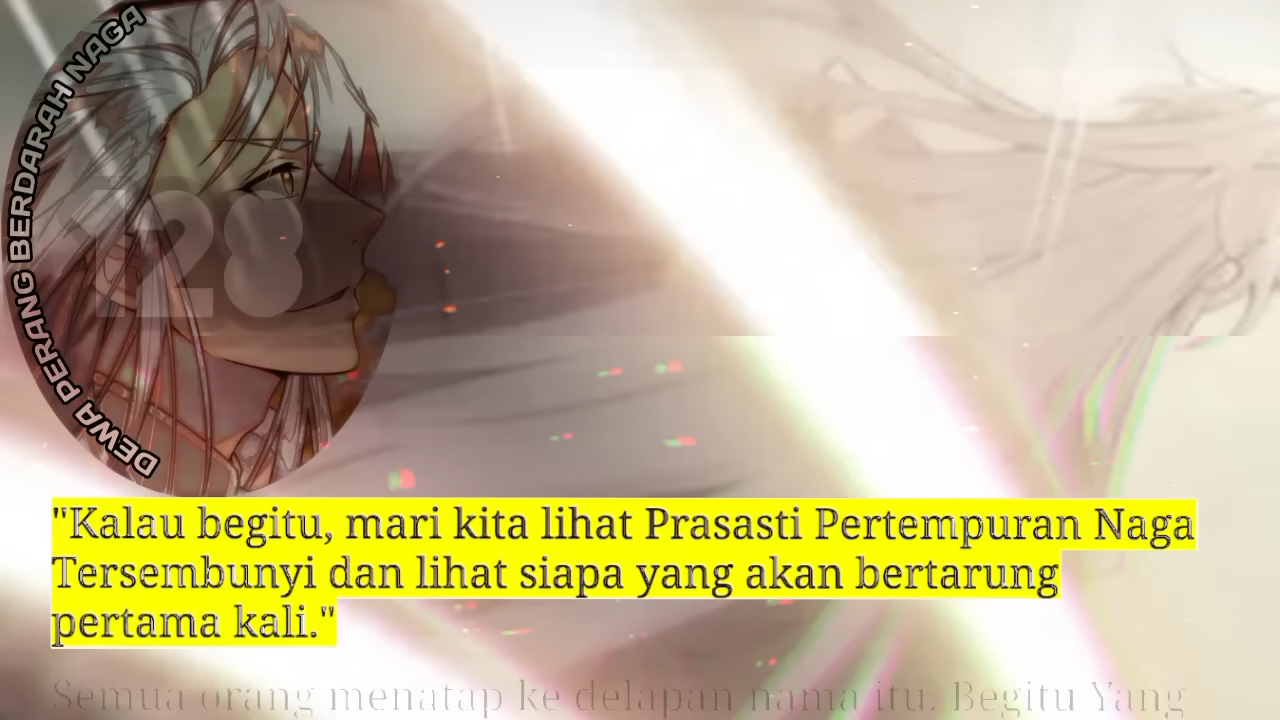 DEWA PERANG BERDARAH NAGA
128
"Kalau begitu, mari kita lihat Prasasti Pertempuran Naga
Tersembunyi dan lihat siapa yang akan bertarung
pertama kali."
Semua orang menatap ke delapan nama itu. Begitu Yang